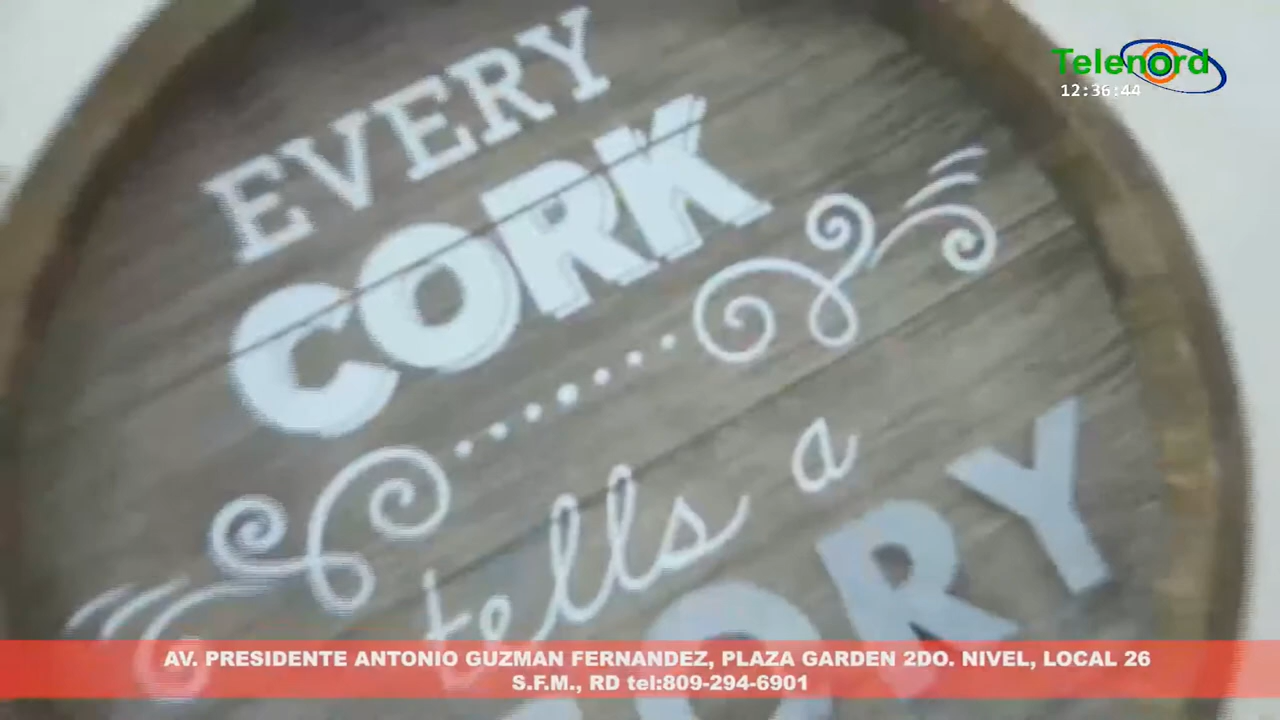 Telenord
12:36:44
EVERY
CORK
tells a
ORY
AV. PRESIDENTE ANTONIO GUZMAN FERNANDEZ, PLAZA GARDEN 2DO. NIVEL, LOCAL 26
S.F.M., RD tel:809-294-6901